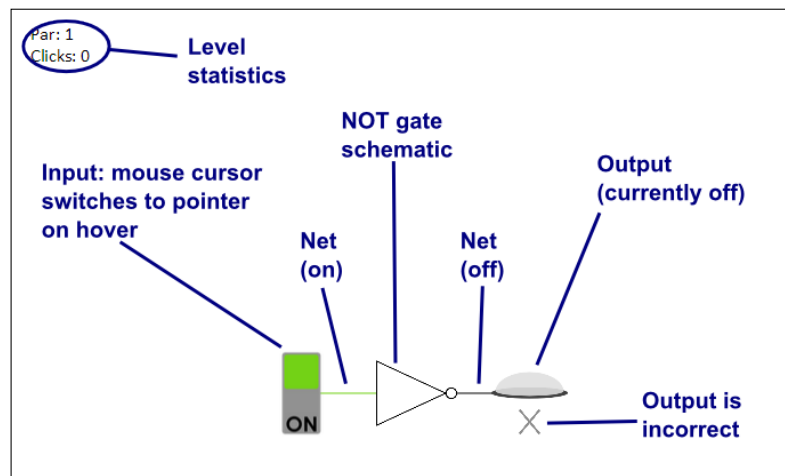 Par: 1
Clicks: 0
Level
statistics
NOT gate
schematic
Input: mouse cursor
switches to pointer
on hover
Output
(currently off)
Net
(on)
Net
(off)
ON
Output is
incorrect